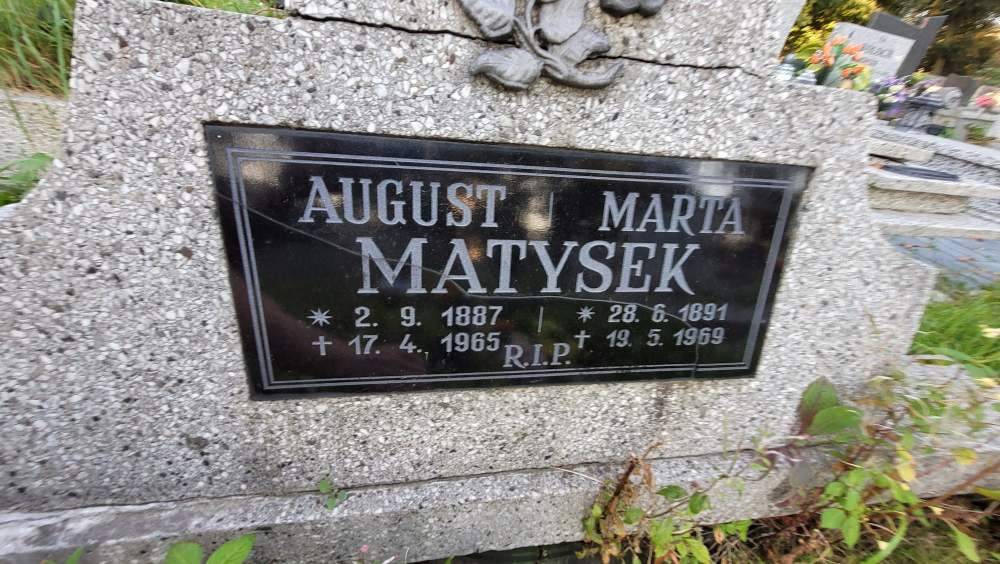 AUGUST | MARTA
MATYSEK
* 2. 9. 1887 | * 28. 6. 1891
† 17. 4. 1965 † 19. 5. 1969
R.I.P.